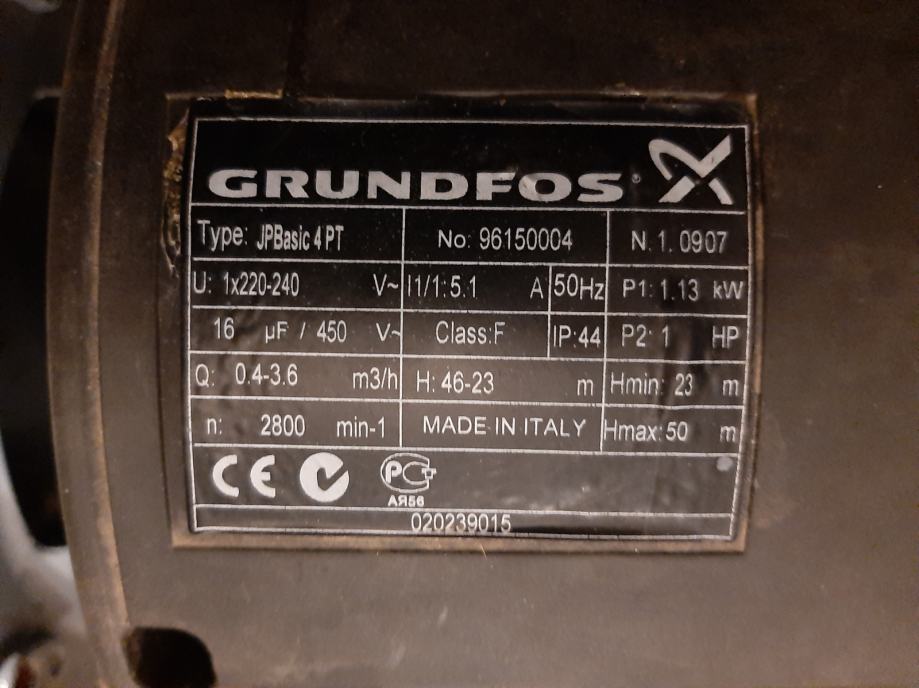 GRUNDFOS
Type: JPBasic 4 PT No: 96150004 N.1. 0907
U: 1x220-240 V~ I1/1: 5.1 A 50Hz P1: 1.13 kW
16 µF / 450 V~ Class:F IP:44 P2: 1 HP
Q: 0.4-3.6 m3/h H: 46-23 m Hmin: 23 m
n: 2800 min-1 MADE IN ITALY Hmax: 50 m
CE РСТ
АЯ56
020239015